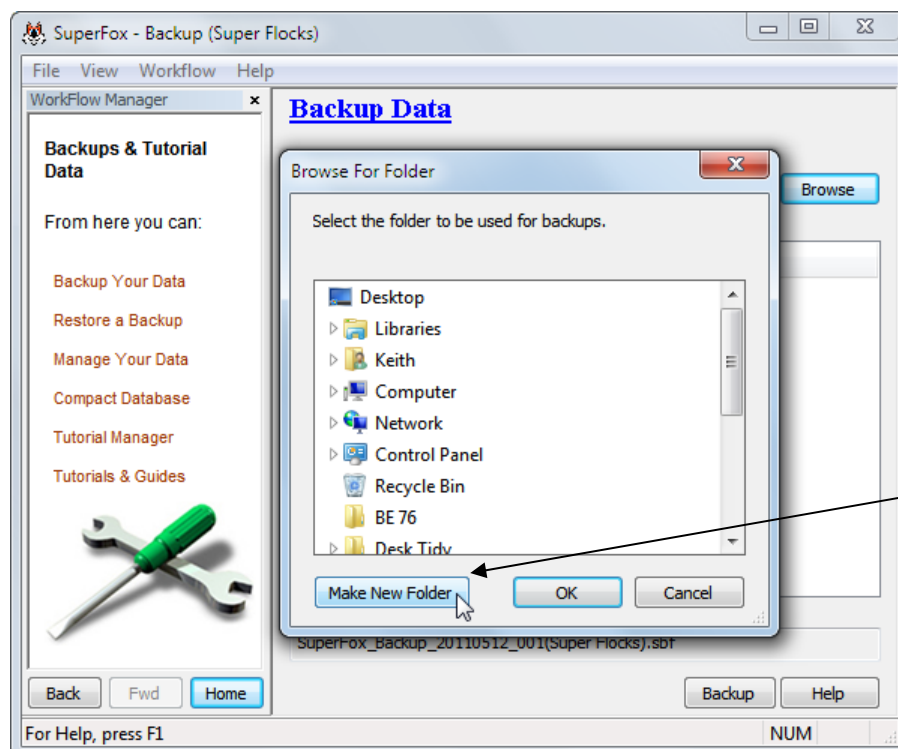 SuperFox - Backup (Super Flocks)
File View Workflow Help
WorkFlow Manager x
Backups & Tutorial
Data
From here you can:
Backup Your Data
Restore a Backup
Manage Your Data
Compact Database
Tutorial Manager
Tutorials & Guides
Back Fwd Home
Backup Data
Browse
Browse For Folder
Select the folder to be used for backups.
Desktop
Libraries
Keith
Computer
Network
Control Panel
Recycle Bin
BE 76
Desk Tidy
Make New Folder OK Cancel
SuperFox_Backup_20110512_001(Super Flocks).sbf
Backup Help
For Help, press F1 NUM